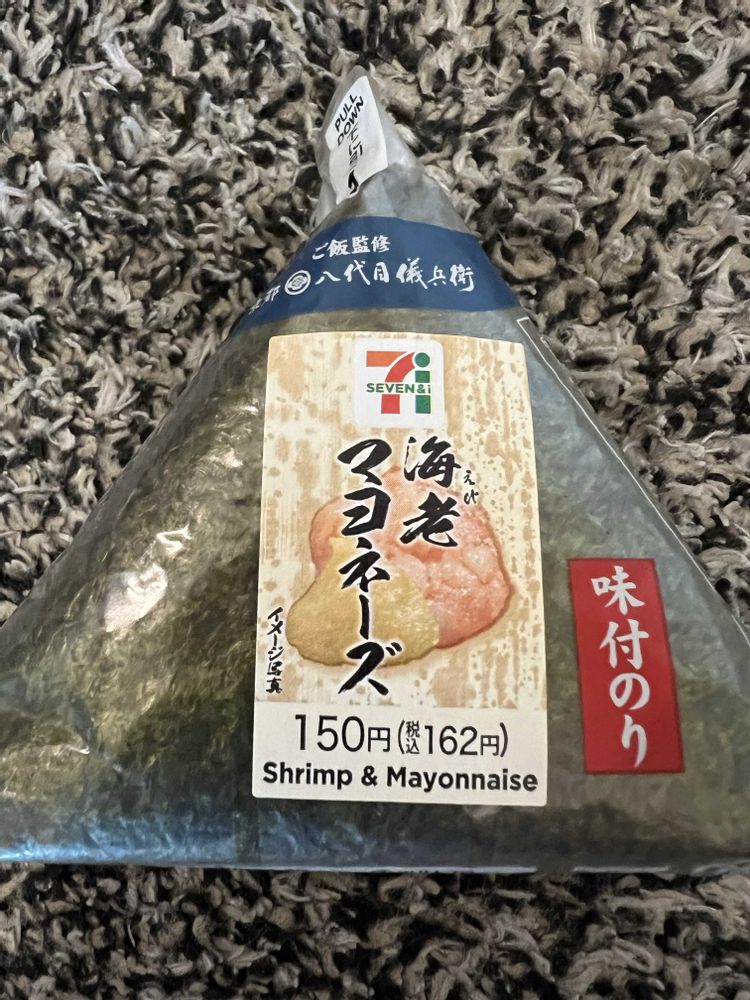 PULL
DOWN
ご飯監修
八代目儀兵衛
SEVEN&i
海老
えび
マヨネーズ
イメージ写真
味付のり
150円(税込162円)
Shrimp & Mayonnaise